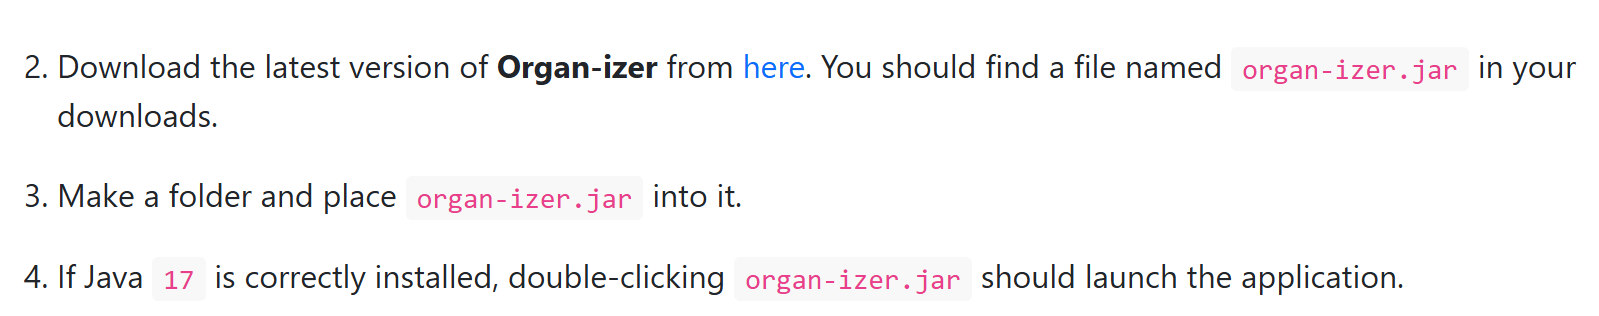 2. Download the latest version of Organ-izer from here. You should find a file named organ-izer.jar in your
downloads.
3. Make a folder and place organ-izer.jar into it.
4. If Java 17 is correctly installed, double-clicking organ-izer.jar should launch the application.